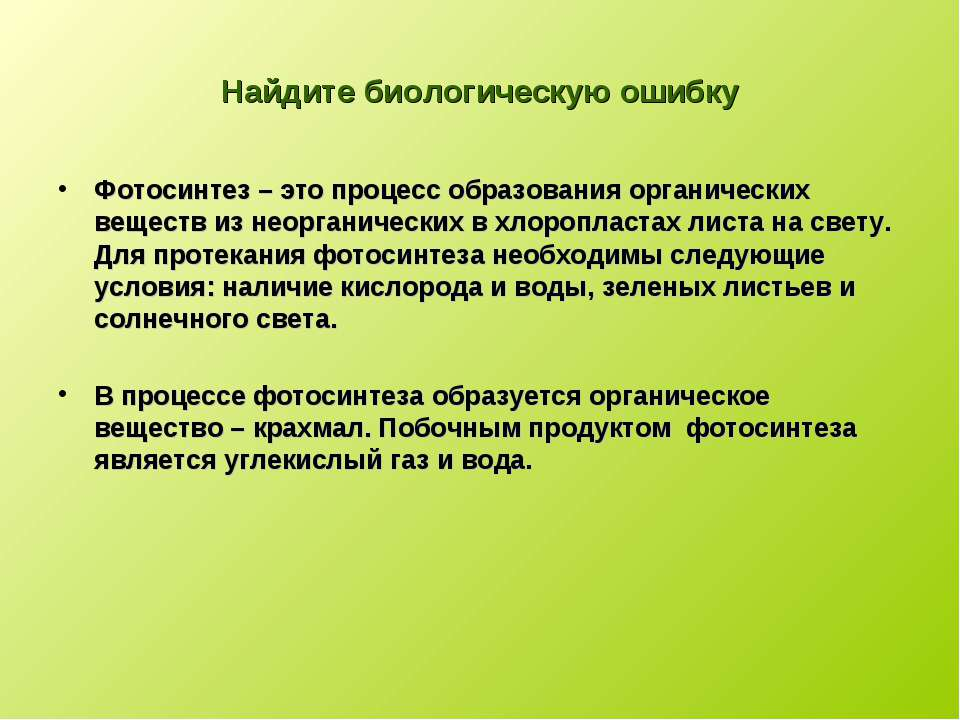 Найдите биологическую ошибку
• Фотосинтез – это процесс образования органических
веществ из неорганических в хлоропластах листа на свету.
Для протекания фотосинтеза необходимы следующие
условия: наличие кислорода и воды, зеленых листьев и
солнечного света.
• В процессе фотосинтеза образуется органическое
вещество – крахмал. Побочным продуктом  фотосинтеза
является углекислый газ и вода.